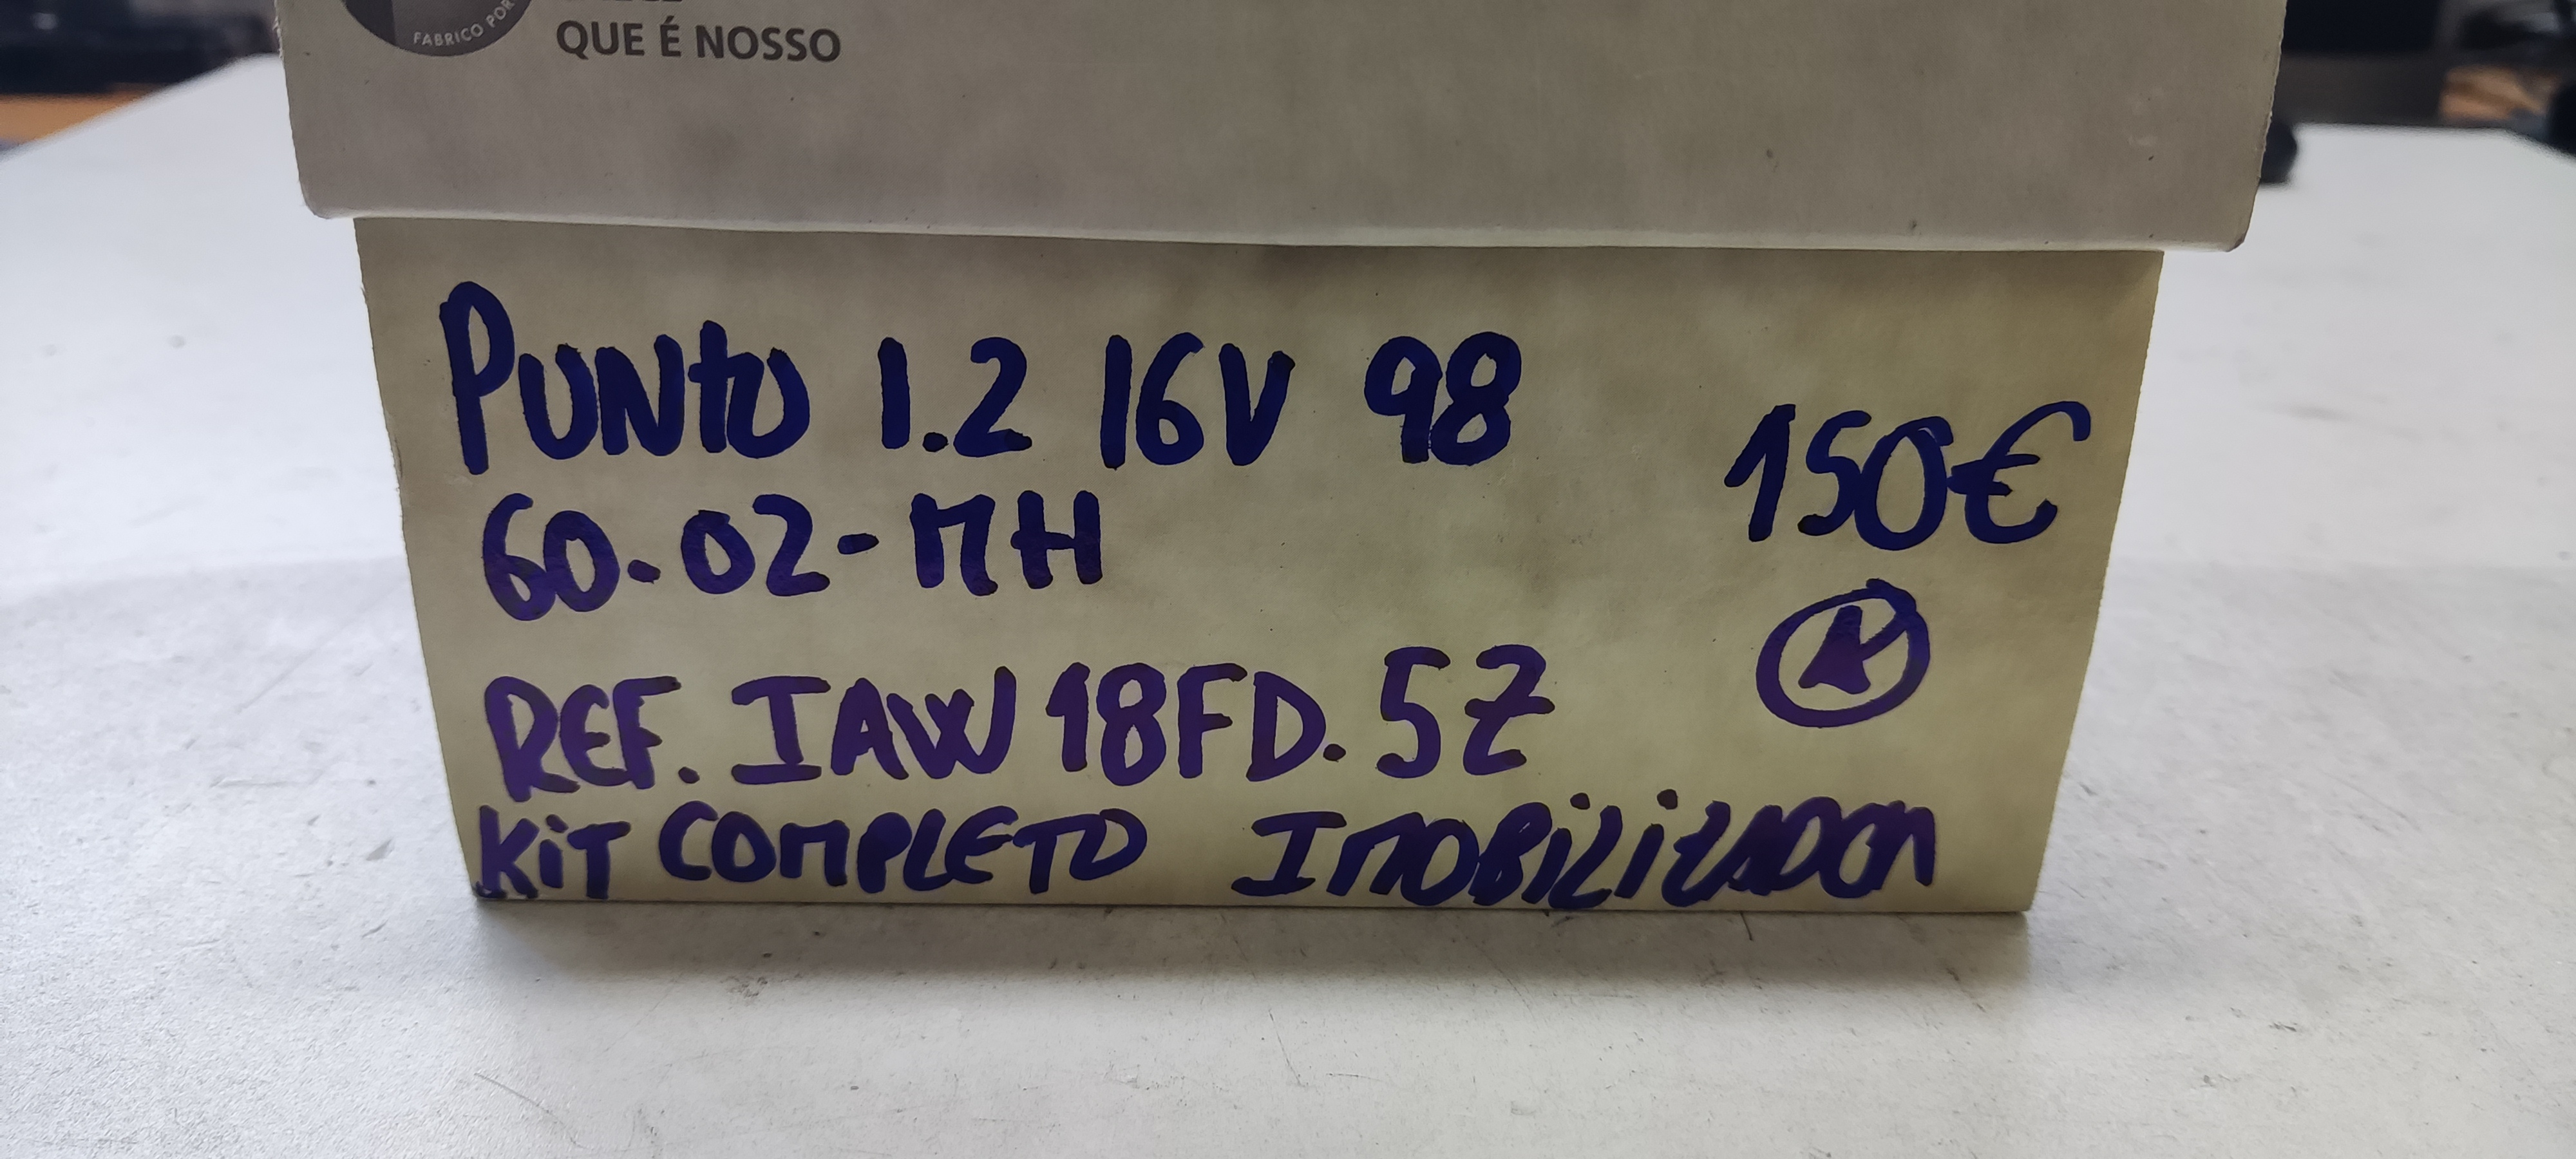 FABRICO POR
QUE É NOSSO
PUNTO 1.2 16V 98
150€
60-02-MH
REF. IAW 18FD.5Z
KiT COMPLETO IMOBiLiZADOR